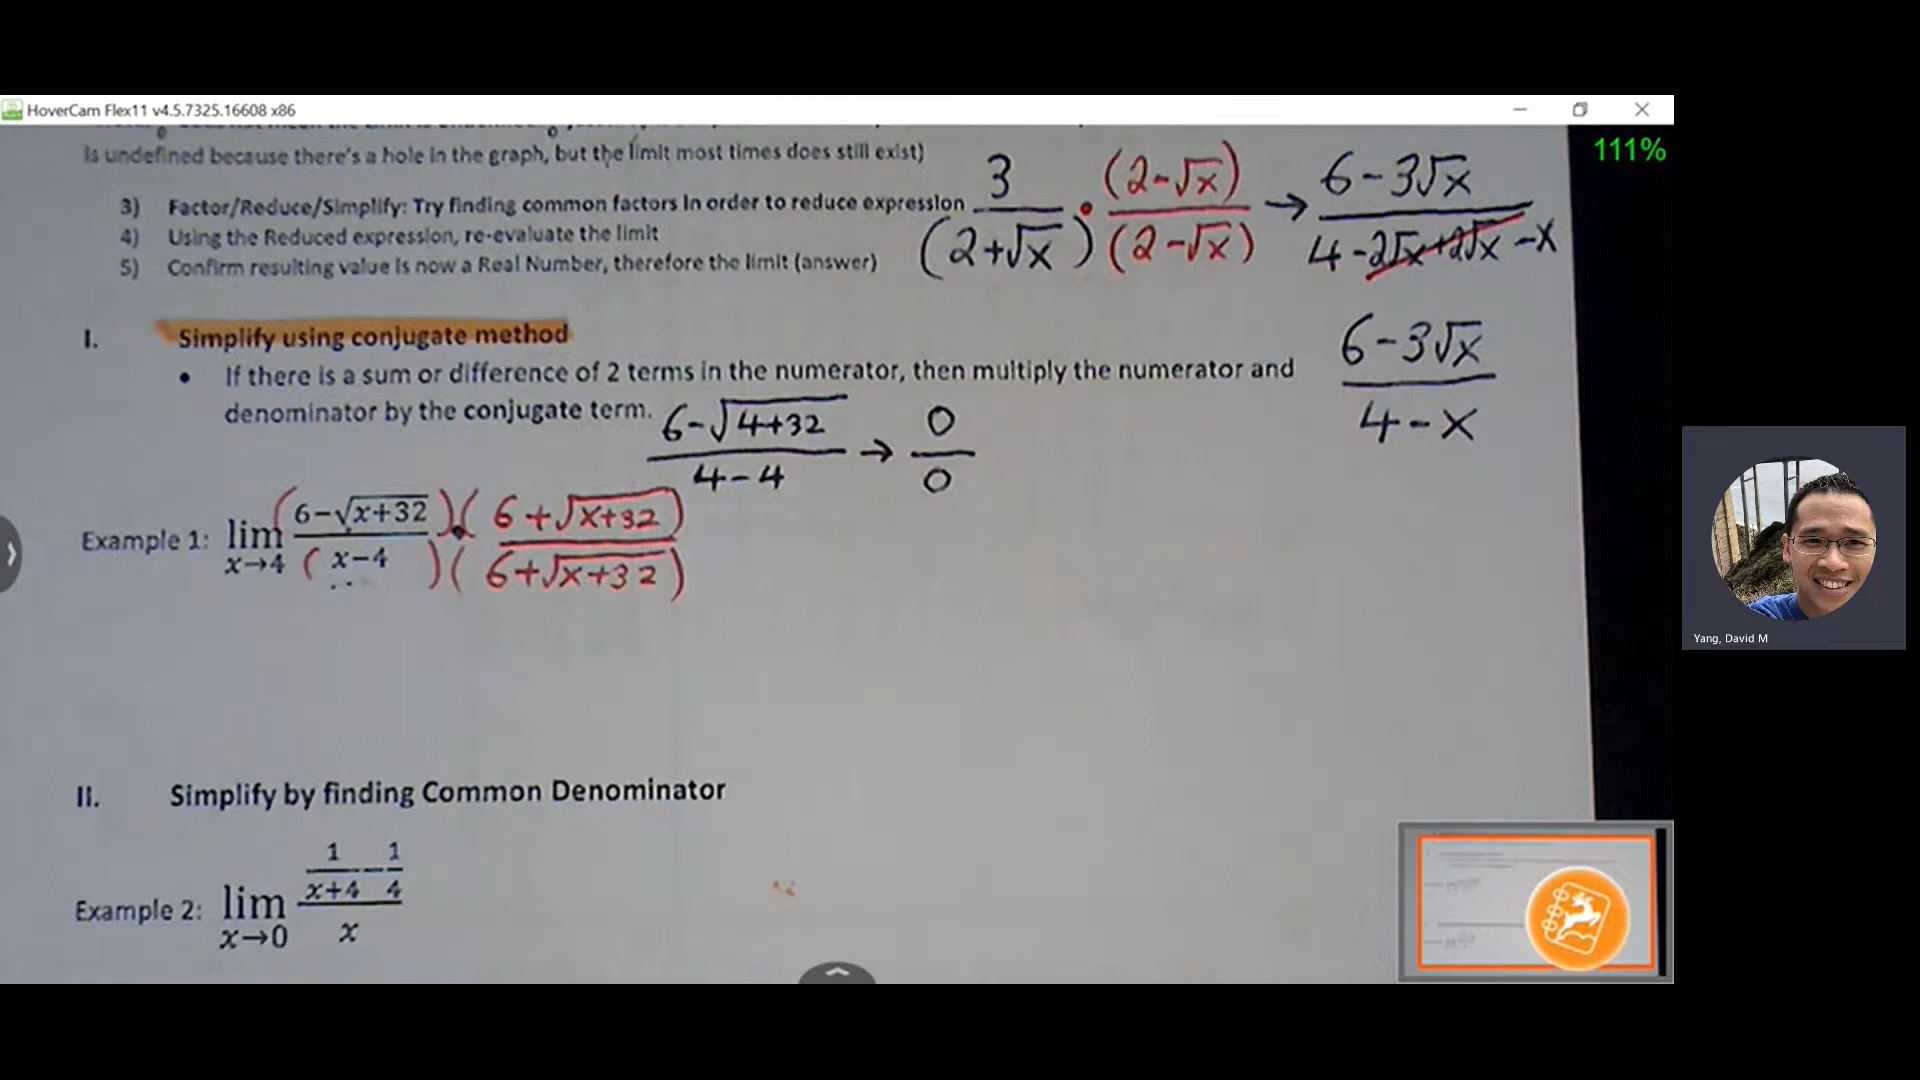 HoverCam Flex11 v4.5.7325.16608 x86
111%
is undefined because there's a hole in the graph, but the limit most times does still exist)
3) Factor/Reduce/Simplify: Try finding common factors in order to reduce expression
4) Using the Reduced expression, re-evaluate the limit
5) Confirm resulting value is now a Real Number, therefore the limit (answer)
3/(2+√x) • (2-√x)/(2-√x) → (6-3√x)/(4-2√x+2√x-x)
(6-3√x)/(4-x)
I. Simplify using conjugate method
• If there is a sum or difference of 2 terms in the numerator, then multiply the numerator and
denominator by the conjugate term.
(6-√(4+32))/(4-4) → 0/0
Example 1: lim x→4 (6-√(x+32))/(x-4) • (6+√(x+32))/(6+√(x+32))
II. Simplify by finding Common Denominator
Example 2: lim x→0 (1/(x+4) - 1/4)/x
Yang, David M